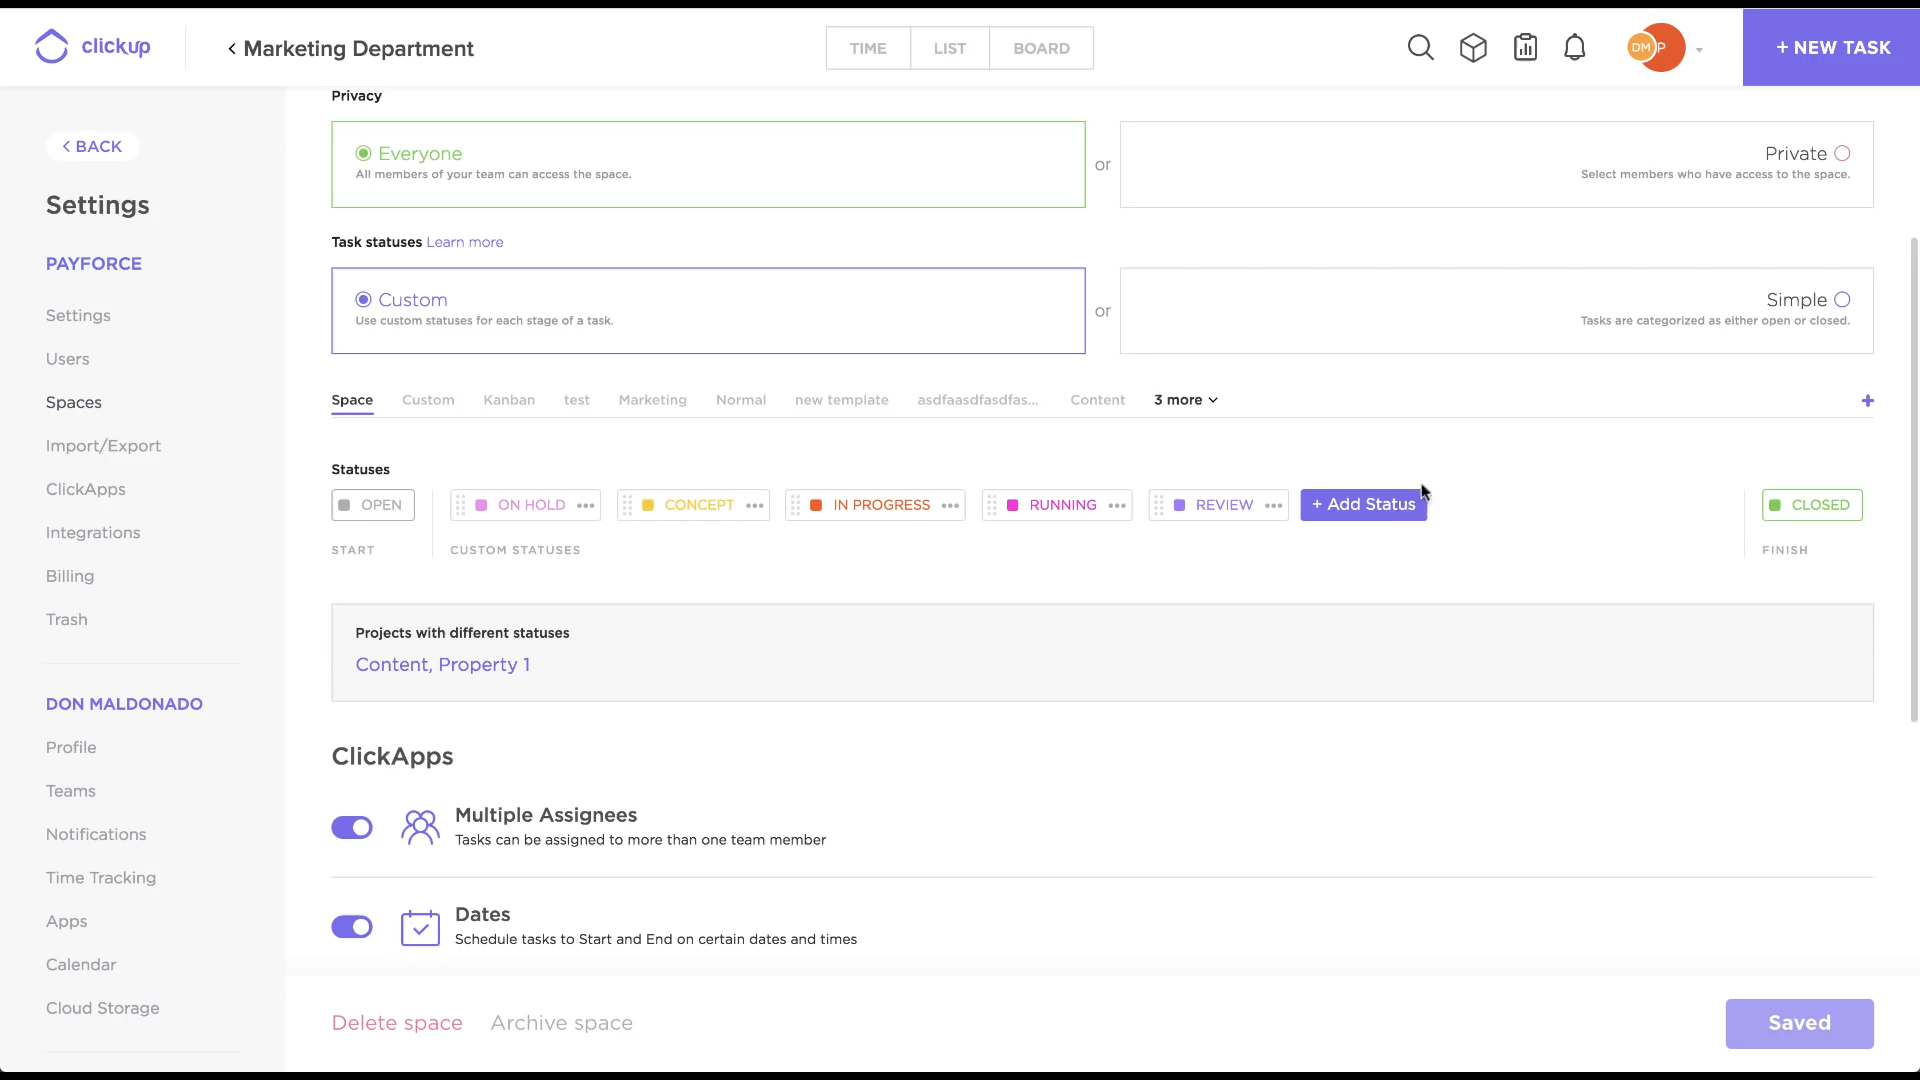 clickup
Marketing Department
TIME LIST BOARD
DM P
+ NEW TASK
BACK
Settings
PAYFORCE
Settings
Users
Spaces
Import/Export
ClickApps
Integrations
Billing
Trash
DON MALDONADO
Profile
Teams
Notifications
Time Tracking
Apps
Calendar
Cloud Storage
Privacy
Everyone
All members of your team can access the space.
or
Private
Select members who have access to the space.
Task statuses Learn more
Custom
Use custom statuses for each stage of a task.
or
Simple
Tasks are categorized as either open or closed.
Space Custom Kanban test Marketing Normal new template asdfaasdfasdfas... Content 3 more +
Statuses
OPEN ON HOLD CONCEPT IN PROGRESS RUNNING REVIEW + Add Status CLOSED
START CUSTOM STATUSES FINISH
Projects with different statuses
Content, Property 1
ClickApps
Multiple Assignees
Tasks can be assigned to more than one team member
Dates
Schedule tasks to Start and End on certain dates and times
Delete space Archive space Saved